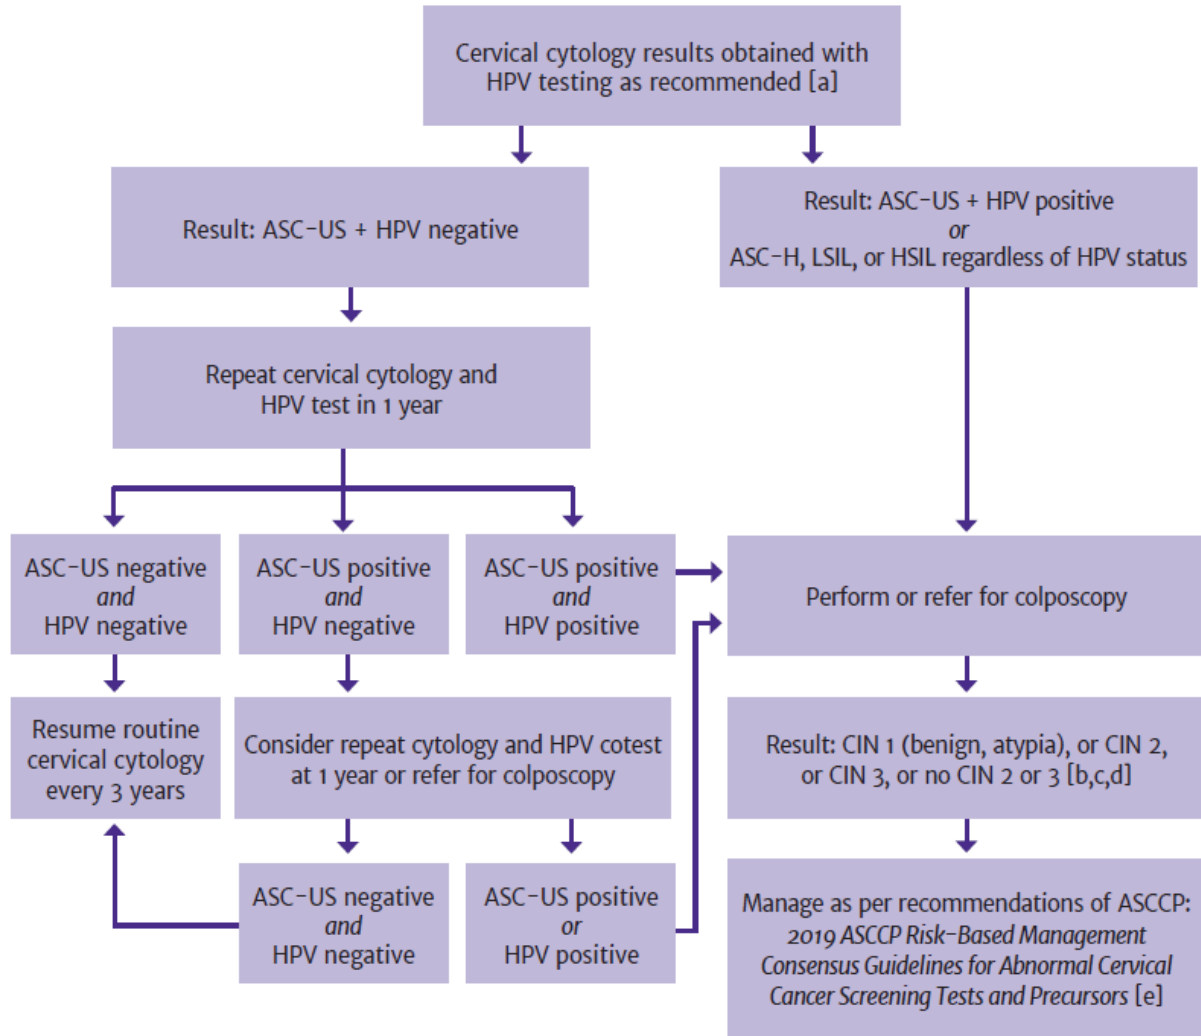 Cervical cytology results obtained with
HPV testing as recommended [a]
Result: ASC-US + HPV negative
Result: ASC-US + HPV positive
or
ASC-H, LSIL, or HSIL regardless of HPV status
Repeat cervical cytology and
HPV test in 1 year
ASC-US negative
and
HPV negative
ASC-US positive
and
HPV negative
ASC-US positive
and
HPV positive
Perform or refer for colposcopy
Resume routine
cervical cytology
every 3 years
Consider repeat cytology and HPV cotest
at 1 year or refer for colposcopy
Result: CIN 1 (benign, atypia), or CIN 2,
or CIN 3, or no CIN 2 or 3 [b,c,d]
ASC-US negative
and
HPV negative
ASC-US positive
or
HPV positive
Manage as per recommendations of ASCCP:
2019 ASCCP Risk-Based Management
Consensus Guidelines for Abnormal Cervical
Cancer Screening Tests and Precursors [e]